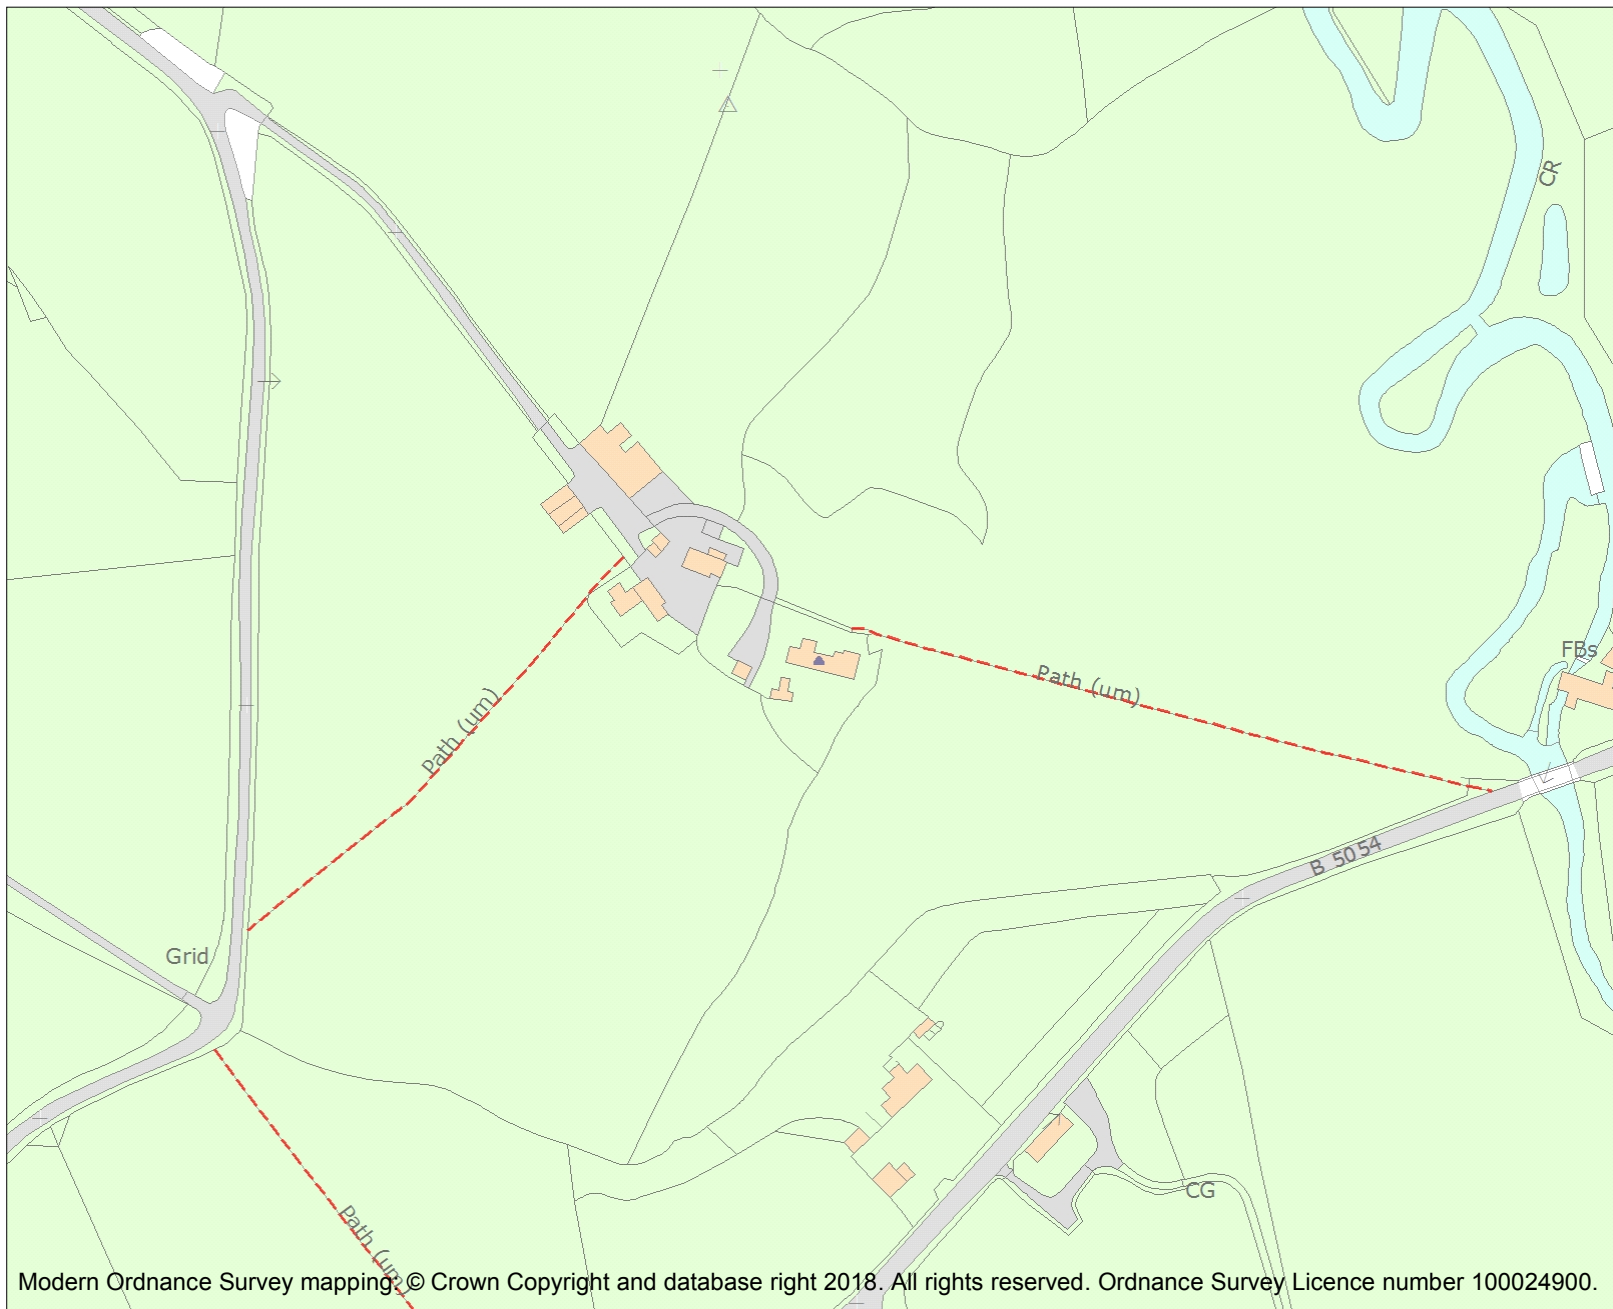 CR
FBs
Path (um)
Path (um)
B 5054
Grid
CG
Path (um)
Modern Ordnance Survey mapping: © Crown Copyright and database right 2018. All rights reserved. Ordnance Survey Licence number 100024900.